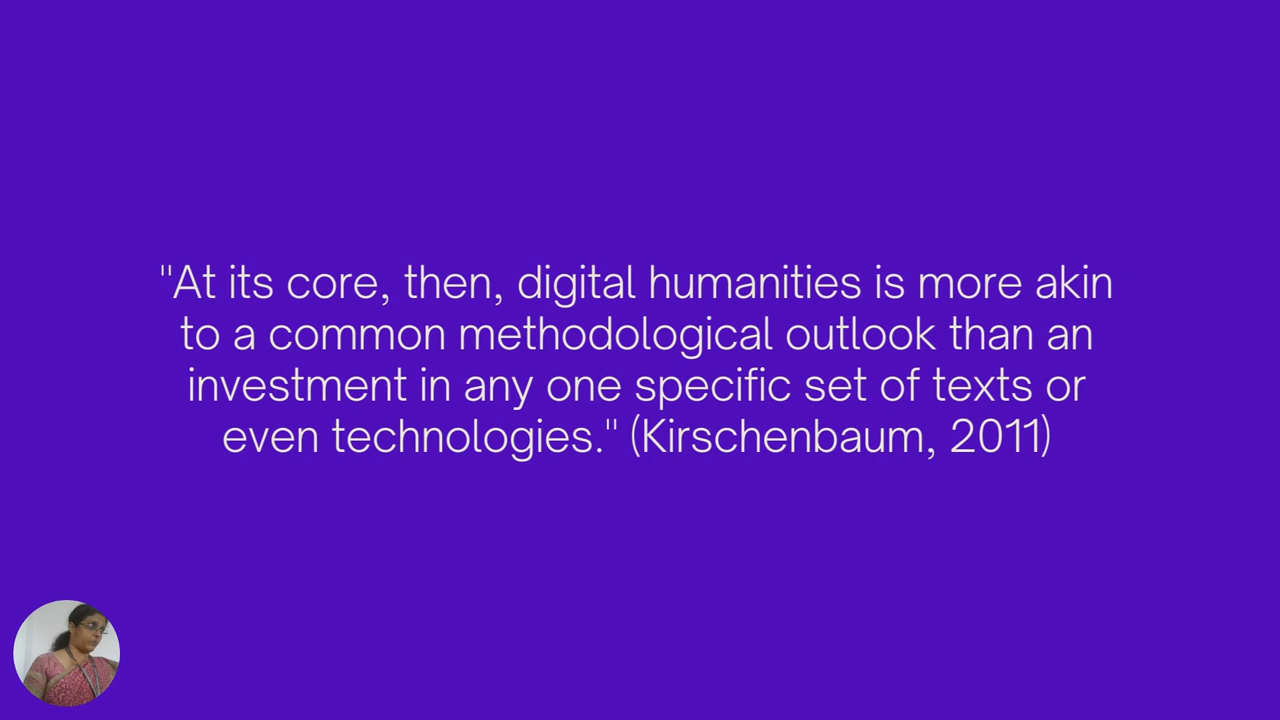 "At its core, then, digital humanities is more akin
to a common methodological outlook than an
investment in any one specific set of texts or
even technologies." (Kirschenbaum, 2011)